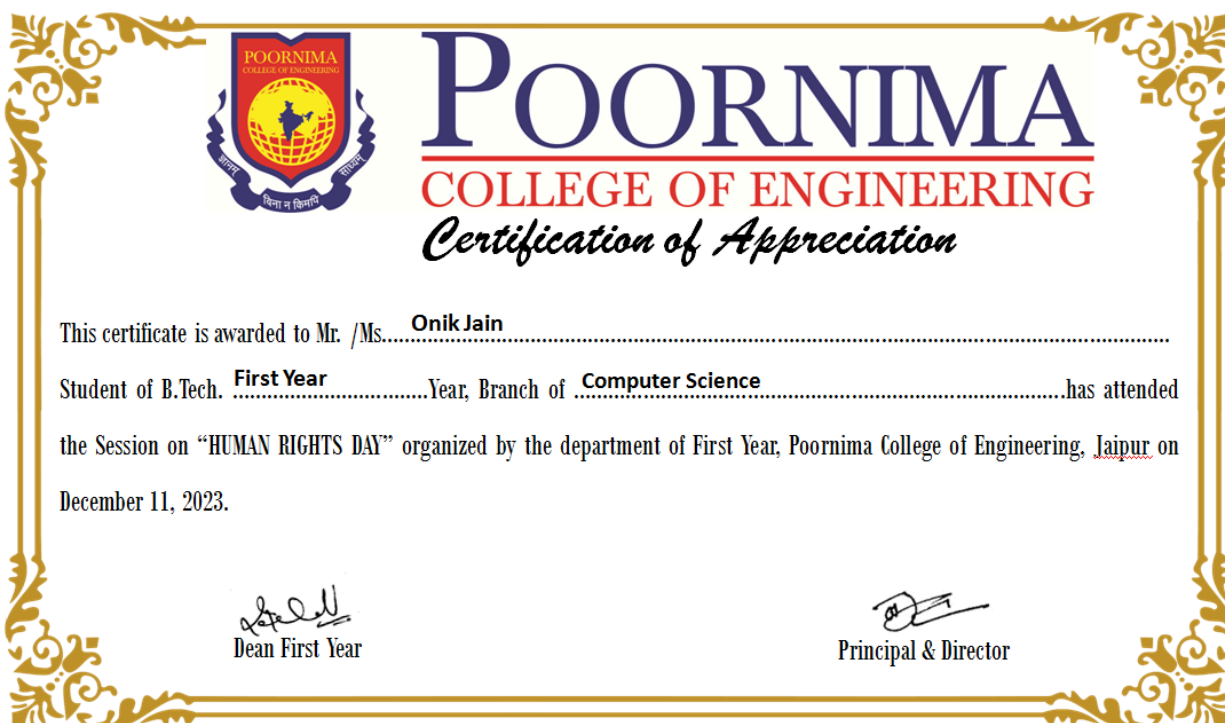 POORNIMA
COLLEGE OF ENGINEERING
ज्ञानम्
विना न किमपि
साध्यम्
POORNIMA
COLLEGE OF ENGINEERING
Certification of Appreciation
This certificate is awarded to Mr. /Ms.....Onik Jain..........
Student of B.Tech. First Year..........Year, Branch of Computer Science..........has attended
the Session on “HUMAN RIGHTS DAY” organized by the department of First Year, Poornima College of Engineering, Jaipur on
December 11, 2023.
Dean First Year
Principal & Director